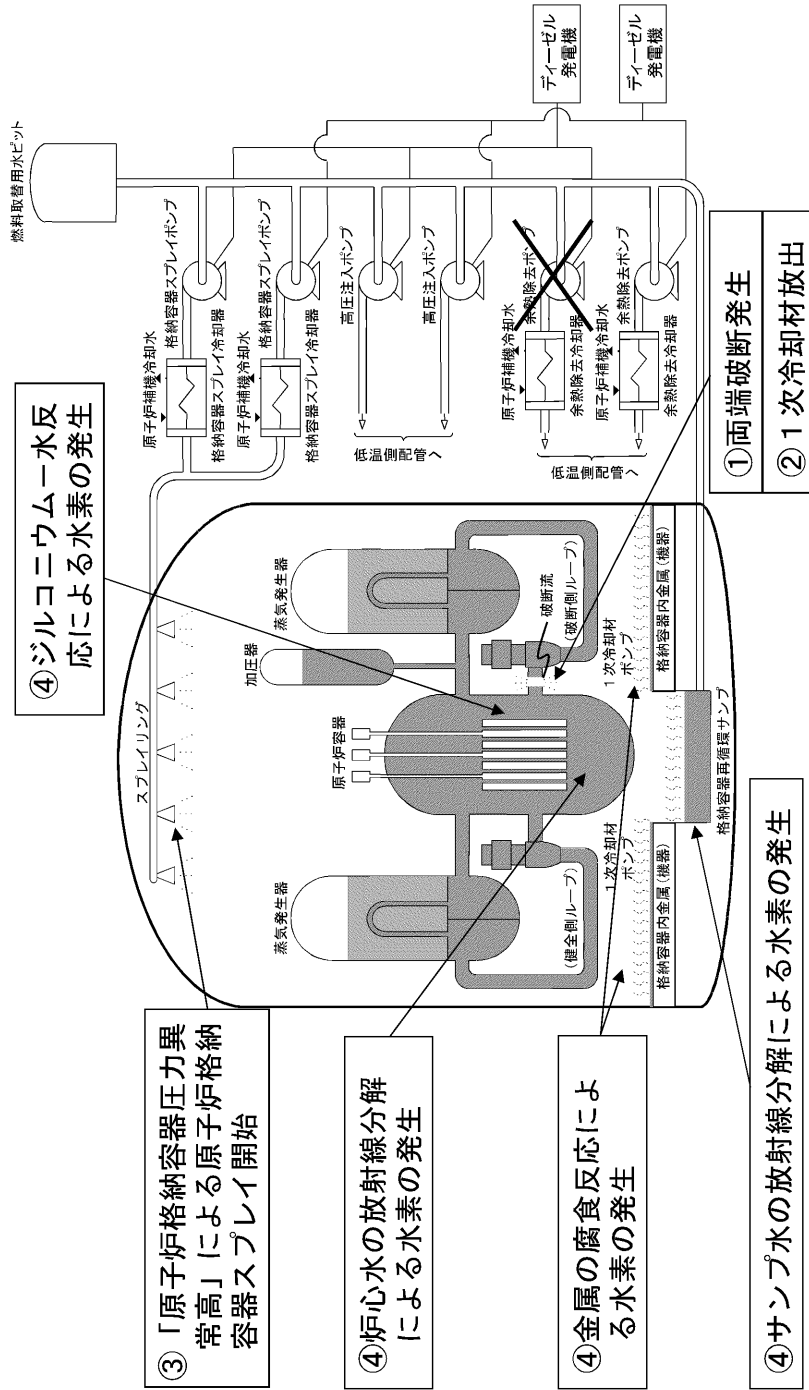 燃料取替用水ピット
ディーゼル
発電機
ディーゼル
発電機
④ジルコニウム－水反
応による水素の発生
原子炉補機冷却水
格納容器スプレイポンプ
格納容器スプレイ冷却器
原子炉補機冷却水
格納容器スプレイポンプ
格納容器スプレイ冷却器
高圧注入ポンプ
高圧注入ポンプ
低温側配管へ
原子炉補機冷却水
余熱除去ポンプ
余熱除去冷却器
原子炉補機冷却水
余熱除去ポンプ
余熱除去冷却器
低温側配管へ
①両端破断発生
②１次冷却材放出
スプレイリング
蒸気発生器
加圧器
原子炉容器
蒸気発生器
破断流
(破断側ループ)
１次冷却材
ポンプ
(健全側ループ)
１次冷却材
ポンプ
格納容器内金属(機器)
格納容器内金属(機器)
格納容器再循環サンプ
③「原子炉格納容器圧力異
常高」による原子炉格納
容器スプレイ開始
④炉心水の放射線分解
による水素の発生
④金属の腐食反応によ
る水素の発生
④サンプ水の放射線分解による水素の発生